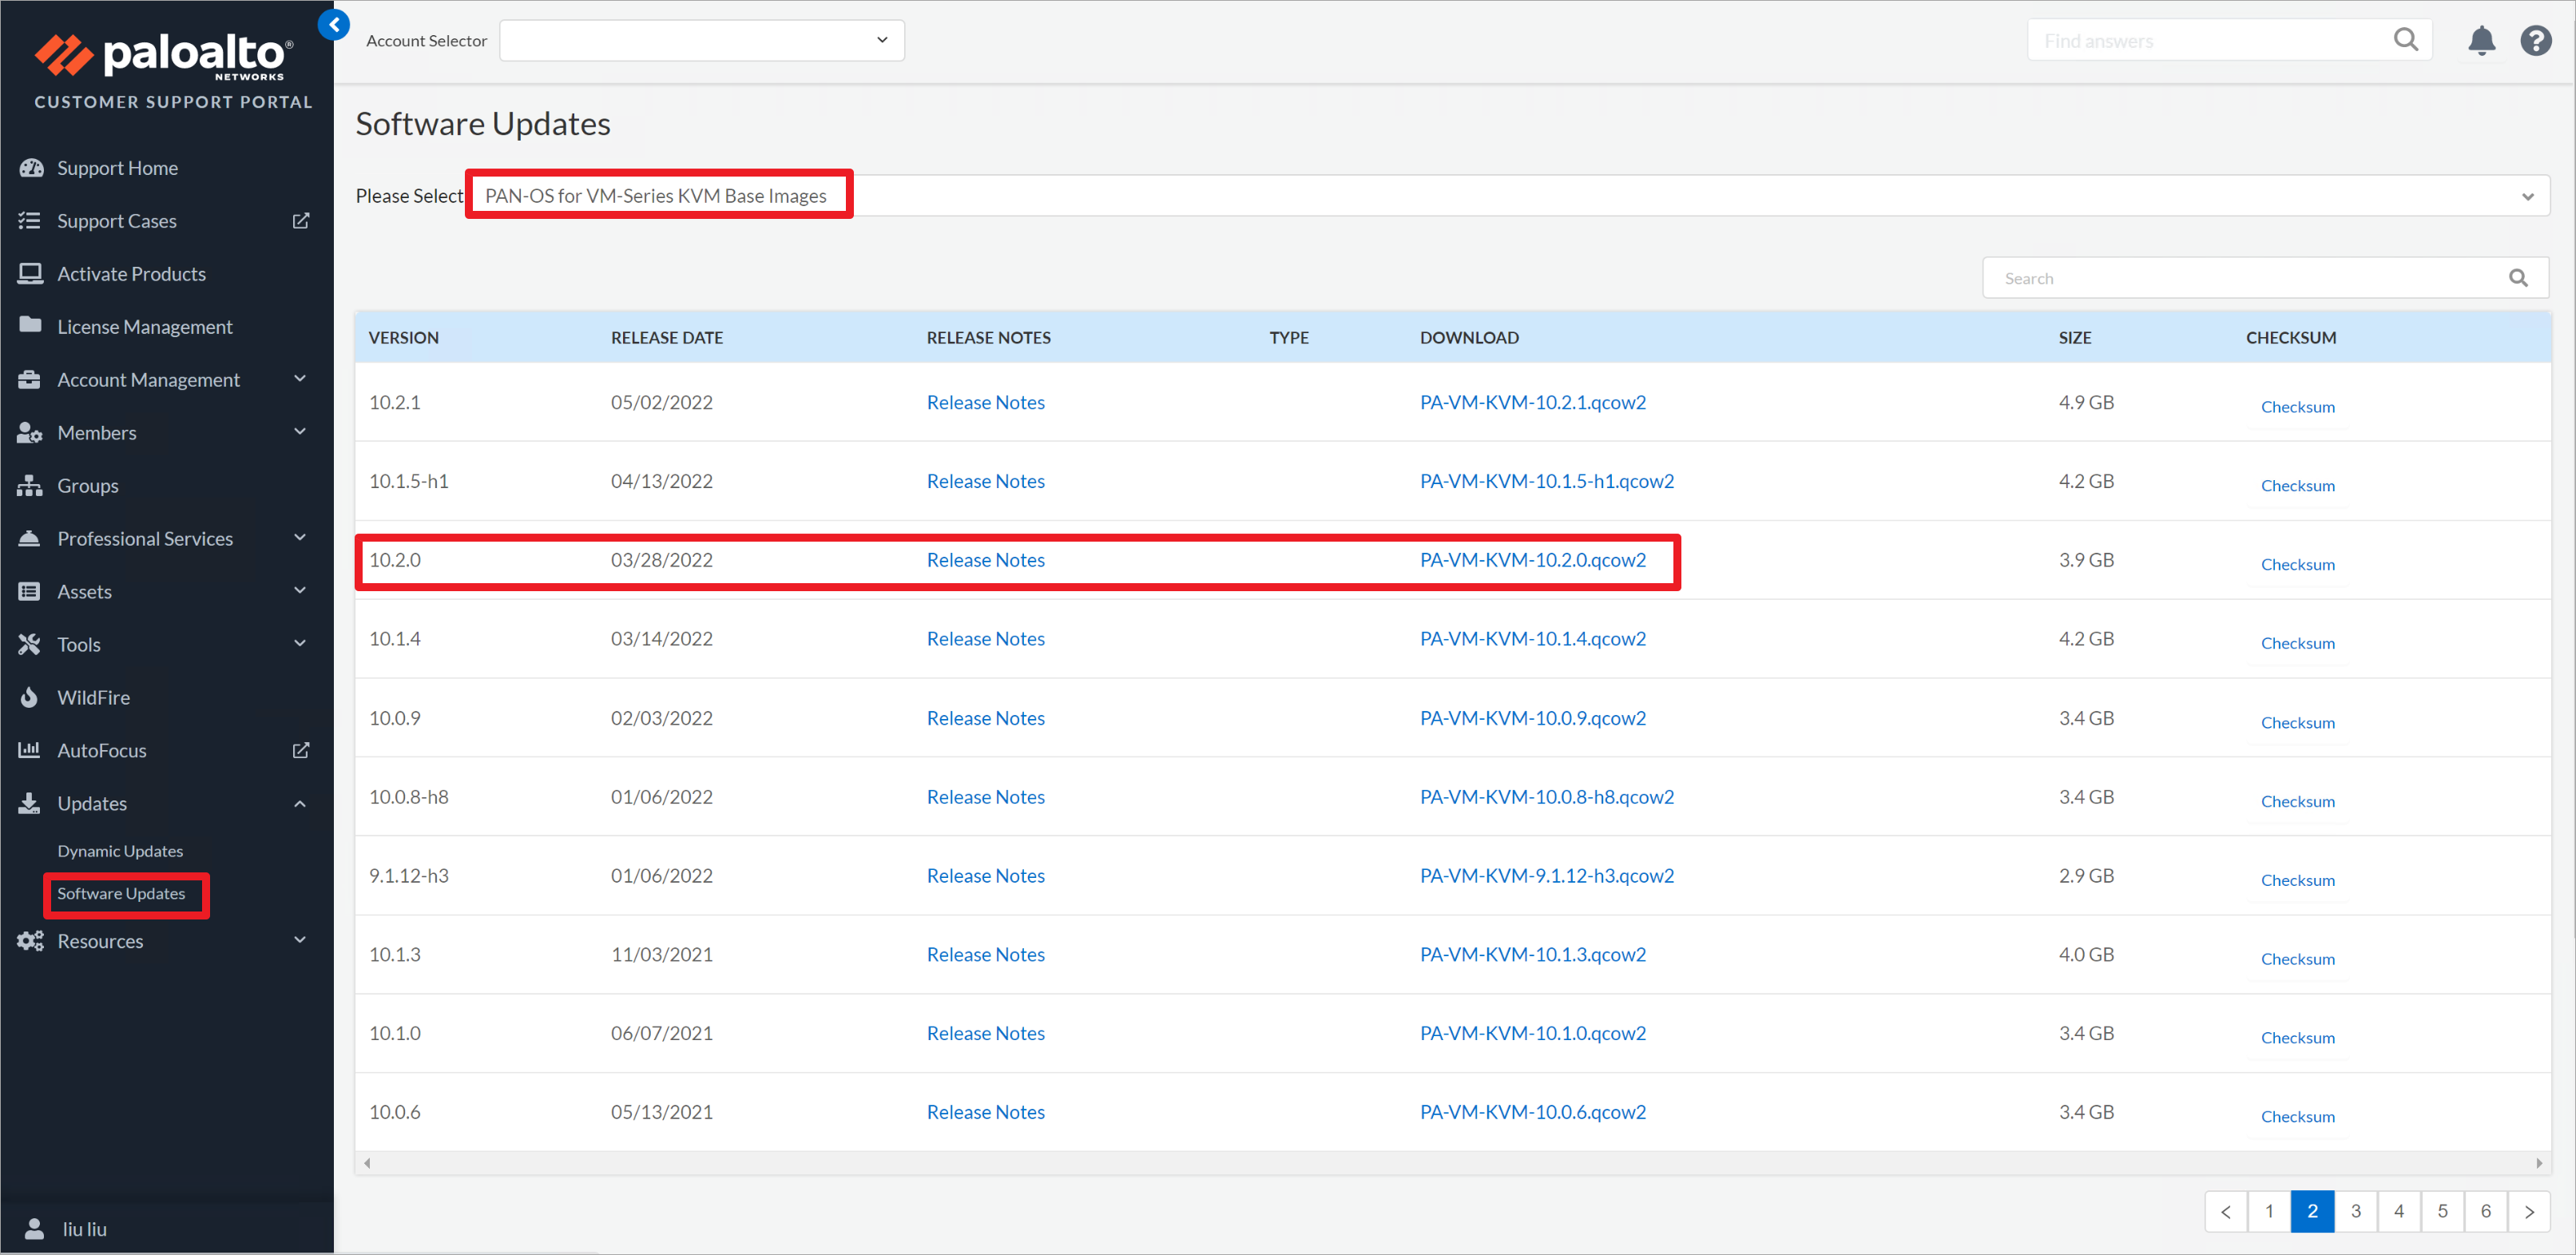 paloalto®
NETWORKS
CUSTOMER SUPPORT PORTAL
Support Home
Support Cases
Activate Products
License Management
Account Management
Members
Groups
Professional Services
Assets
Tools
WildFire
AutoFocus
Updates
Dynamic Updates
Software Updates
Resources
liu liu
Account Selector
Find answers
Software Updates
Please Select PAN-OS for VM-Series KVM Base Images
Search
VERSION RELEASE DATE RELEASE NOTES TYPE DOWNLOAD SIZE CHECKSUM
10.2.1 05/02/2022 Release Notes PA-VM-KVM-10.2.1.qcow2 4.9 GB Checksum
10.1.5-h1 04/13/2022 Release Notes PA-VM-KVM-10.1.5-h1.qcow2 4.2 GB Checksum
10.2.0 03/28/2022 Release Notes PA-VM-KVM-10.2.0.qcow2 3.9 GB Checksum
10.1.4 03/14/2022 Release Notes PA-VM-KVM-10.1.4.qcow2 4.2 GB Checksum
10.0.9 02/03/2022 Release Notes PA-VM-KVM-10.0.9.qcow2 3.4 GB Checksum
10.0.8-h8 01/06/2022 Release Notes PA-VM-KVM-10.0.8-h8.qcow2 3.4 GB Checksum
9.1.12-h3 01/06/2022 Release Notes PA-VM-KVM-9.1.12-h3.qcow2 2.9 GB Checksum
10.1.3 11/03/2021 Release Notes PA-VM-KVM-10.1.3.qcow2 4.0 GB Checksum
10.1.0 06/07/2021 Release Notes PA-VM-KVM-10.1.0.qcow2 3.4 GB Checksum
10.0.6 05/13/2021 Release Notes PA-VM-KVM-10.0.6.qcow2 3.4 GB Checksum
< 1 2 3 4 5 6 >